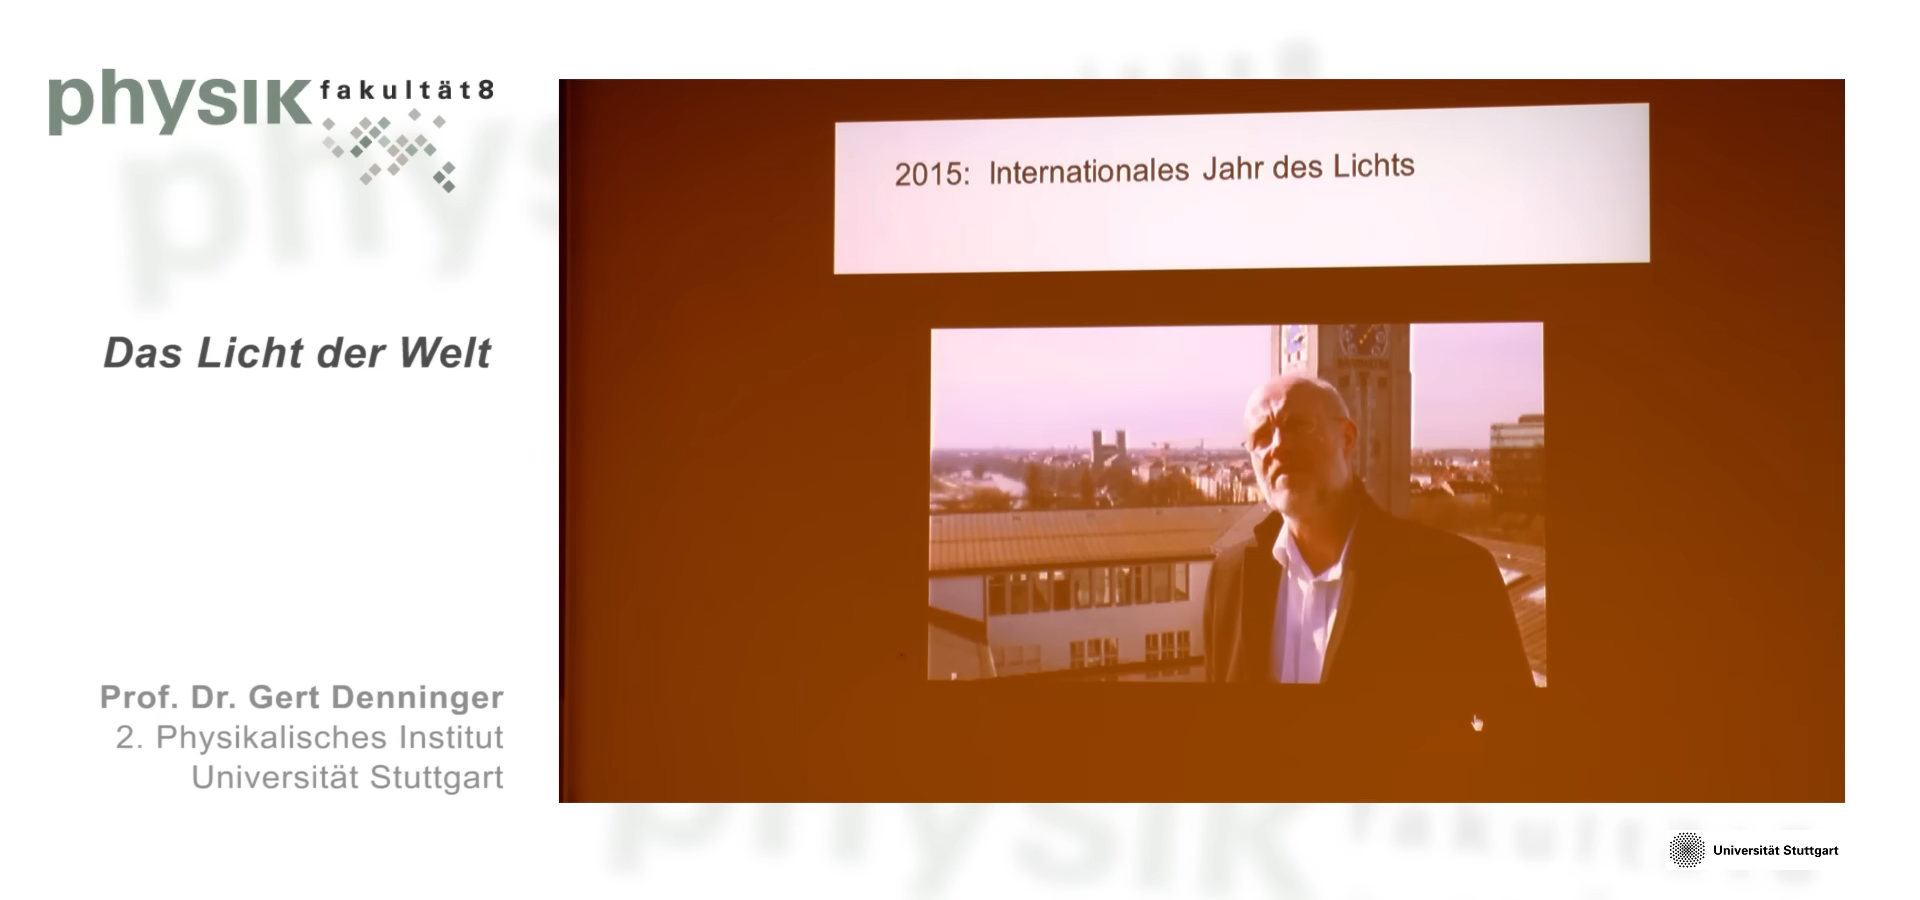 physik fakultät8
Das Licht der Welt
Prof. Dr. Gert Denninger
2. Physikalisches Institut
Universität Stuttgart
2015: Internationales Jahr des Lichts
Universität Stuttgart